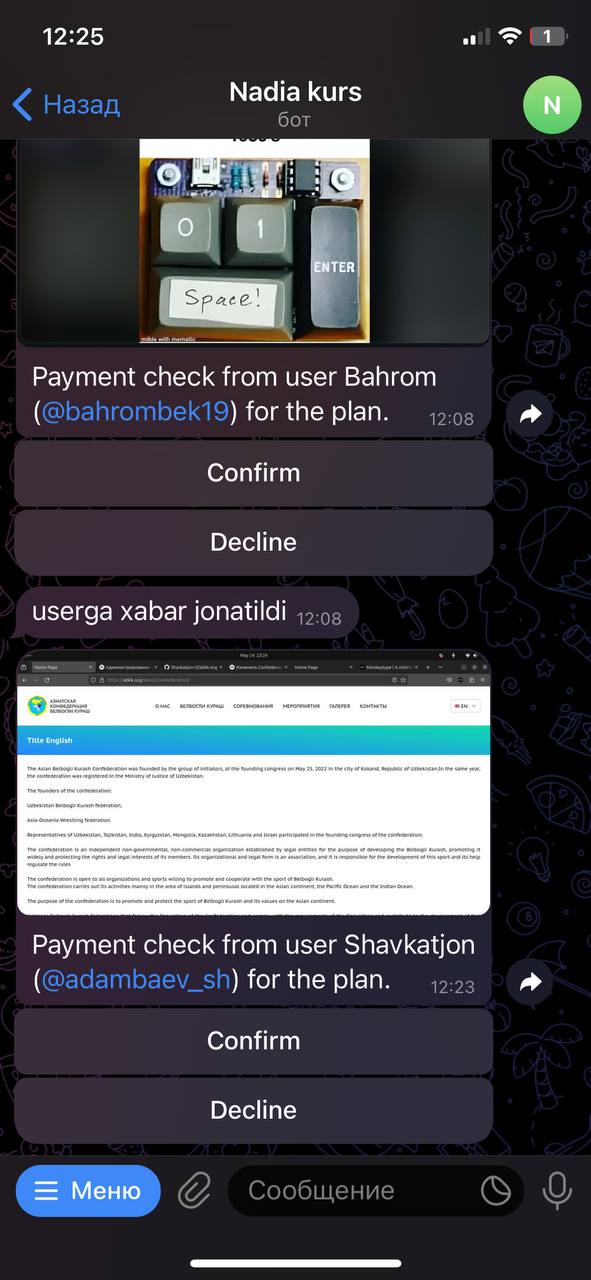 12:25
1
Назад
Nadia kurs
бот
N
0
1
ENTER
Space!
made with mematic
Payment check from user Bahrom
(@bahrombek19) for the plan.
12:08
Confirm
Decline
userga xabar jonatildi 12:08
May 24 23:24
Home Page
Home Page
https://abkk.org/about/confederation/
АЗИАТСКАЯ
КОНФЕДЕРАЦИЯ
БЕЛБОГЛИ КУРАШ
О НАС БЕЛБОГЛИ КУРАШ СОРЕВНОВАНИЯ МЕРОПРИЯТИЯ ГАЛЕРЕЯ КОНТАКТЫ
EN
Title English
The Asian Belbogli Kurash Confederation was founded by the group of initiators, at the founding congress on May 25, 2022 in the city of Kokand, Republic of Uzbekistan.In the same year,
the confederation was registered in the Ministry of Justice of Uzbekistan.
The founders of the confederation:
Uzbekistan Belbogli Kurash federation;
Asia-Oceania Wrestling federation.
Representatives of Uzbekistan, Tajikistan, India, Kyrgyzstan, Mongolia, Kazakhstan, Lithuania and Israel participated in the founding congress of the confederation.
The confederation is an independent non-governmental, non-commercial organization established by legal entities for the purpose of developing the Belbogli Kurash, promoting it
widely and protecting the rights and legal interests of its members. Its organizational and legal form is an association, and it is responsible for the development of this sport and its help
regulate the rules
The confederation is open to all organizations and sports willing to promote and cooperate with the sport of Belbogli Kurash.
The confederation carries out its activities mainly in the area of islands and peninsulas located in the Asian continent, the Pacific Ocean and the Indian Ocean.
The purpose of the confederation is to promote and protect the sport of Belbogli Kurash and its values on the Asian continent.
Payment check from user Shavkatjon
(@adambaev_sh) for the plan.
12:23
Confirm
Decline
Меню
Сообщение